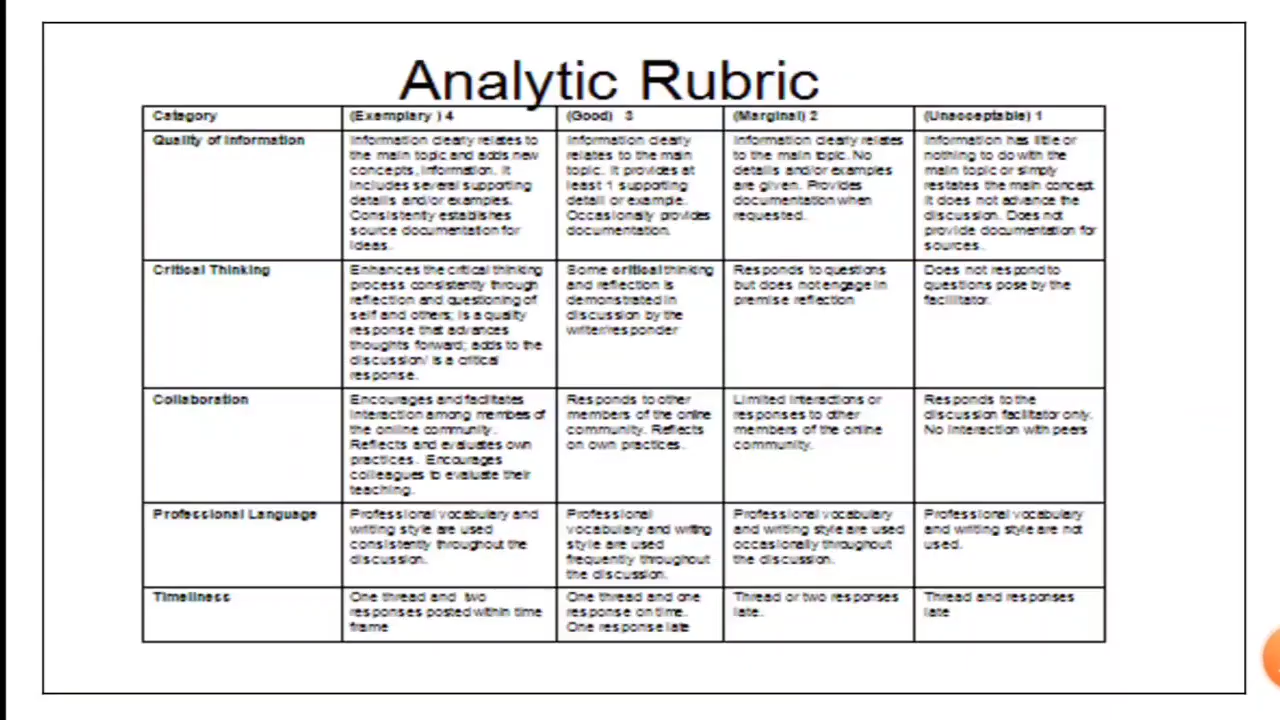 Analytic Rubric
Category (Exemplary ) 4 (Good) 3 (Marginal) 2 (Unacceptable) 1
Quality of Information
Information clearly relates to
the main topic and adds new
concepts, information. It
includes several supporting
details and/or examples.
Consistently establishes
source documentation for
ideas.
Information clearly
relates to the main
topic. It provides at
least 1 supporting
detail or example.
Occasionally provides
documentation.
Information clearly relates
to the main topic. No
details and/or examples
are given. Provides
documentation when
requested.
Information has little or
nothing to do with the
main topic or simply
restates the main concept.
It does not advance the
discussion. Does not
provide documentation for
sources.
Critical Thinking
Enhances the critical thinking
process consistently through
reflection and questioning of
self and others; is a quality
response that advances
thoughts forward; adds to the
discussion/ is a critical
response.
Some critical thinking
and reflection is
demonstrated in
discussion by the
writer/responder
Responds to questions
but does not engage in
premise reflection
Does not respond to
questions pose by the
facilitator.
Collaboration
Encourages and facilitates
interaction among membes of
the online community.
Reflects and evaluates own
practices. Encourages
colleagues to evaluate their
teaching.
Responds to other
members of the online
community. Reflects
on own practices.
Limited interactions or
responses to other
members of the online
community.
Responds to the
discussion facilitator only.
No interaction with peers
Professional Language
Professional vocabulary and
writing style are used
consistently throughout the
discussion.
Professional
vocabulary and writing
style are used
frequently throughout
the discussion.
Professional vocabulary
and writing style are used
occasionally throughout
the discussion.
Professional vocabulary
and writing style are not
used.
Timeliness
One thread and two
responses posted within time
frame
One thread and one
response on time.
One response late
Thread or two responses
late.
Thread and responses
late